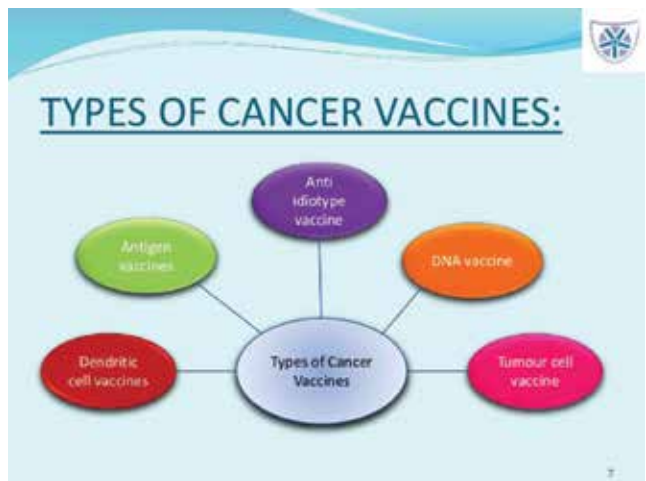 TYPES OF CANCER VACCINES:
Anti
idiotype
vaccine
Antigen
vaccines
DNA vaccine
Dendritic
cell vaccines
Types of Cancer
Vaccines
Tumour cell
vaccine
7